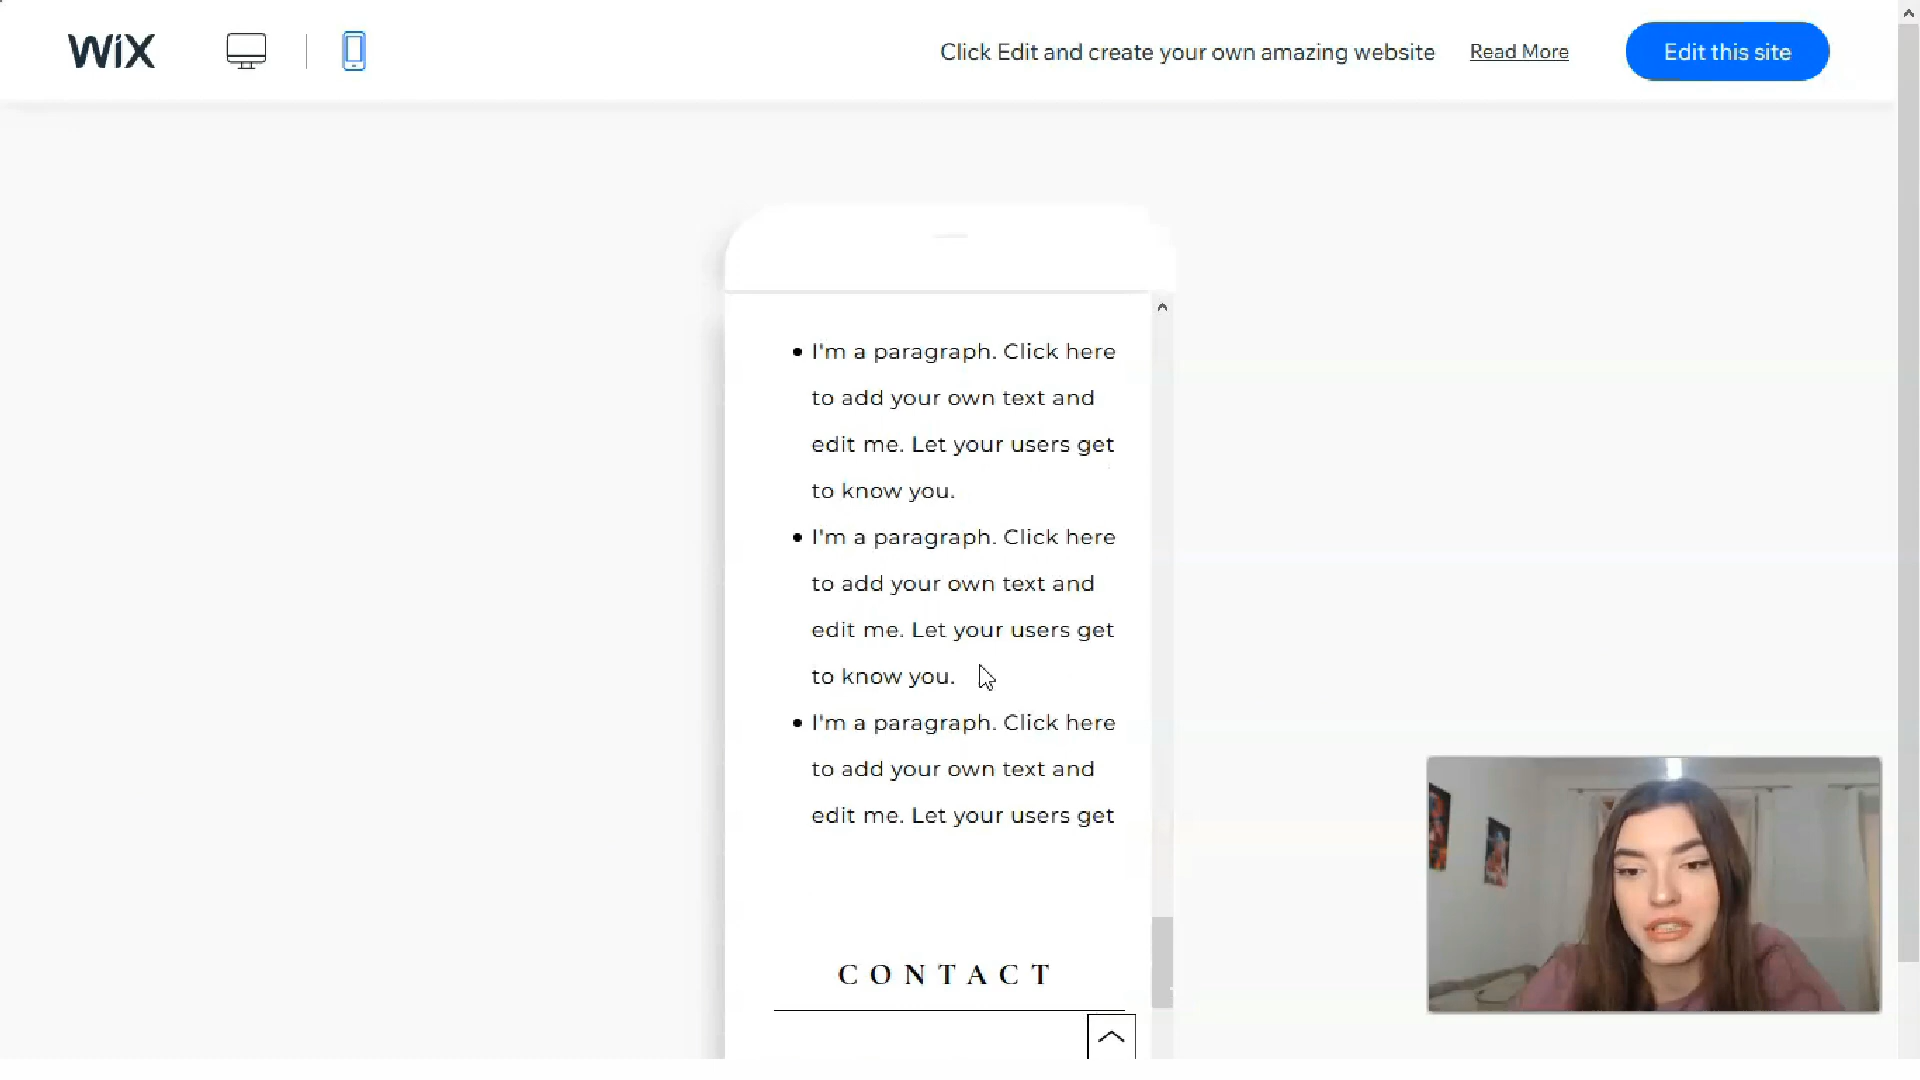 WiX
Click Edit and create your own amazing website
Read More
Edit this site
• I'm a paragraph. Click here
to add your own text and
edit me. Let your users get
to know you.
• I'm a paragraph. Click here
to add your own text and
edit me. Let your users get
to know you.
• I'm a paragraph. Click here
to add your own text and
edit me. Let your users get
CONTACT